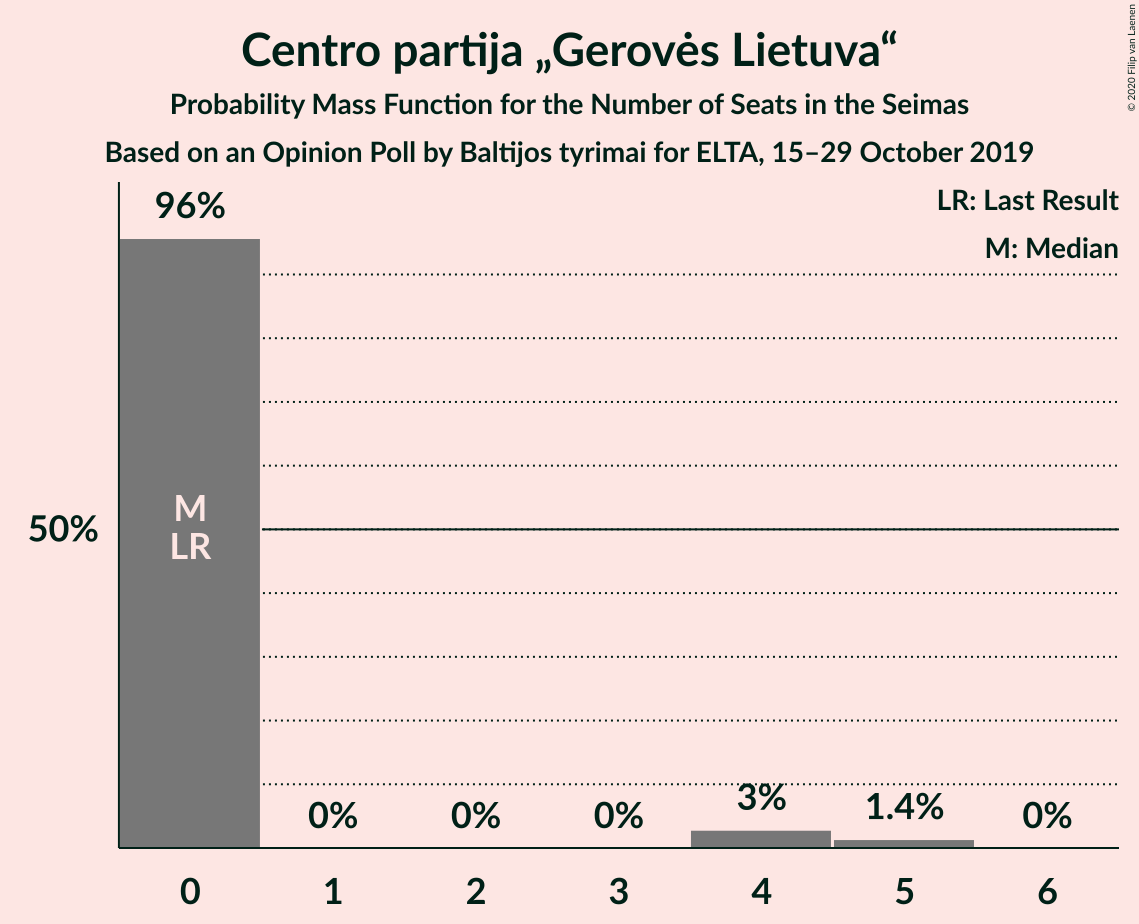 Centro partija „Gerovės Lietuva“
Probability Mass Function for the Number of Seats in the Seimas
Based on an Opinion Poll by Baltijos tyrimai for ELTA, 15–29 October 2019
© 2020 Filip van Laenen
LR: Last Result
M: Median
96%
M
LR
50%
0%
0%
0%
3%
1.4%
0%
0 1 2 3 4 5 6